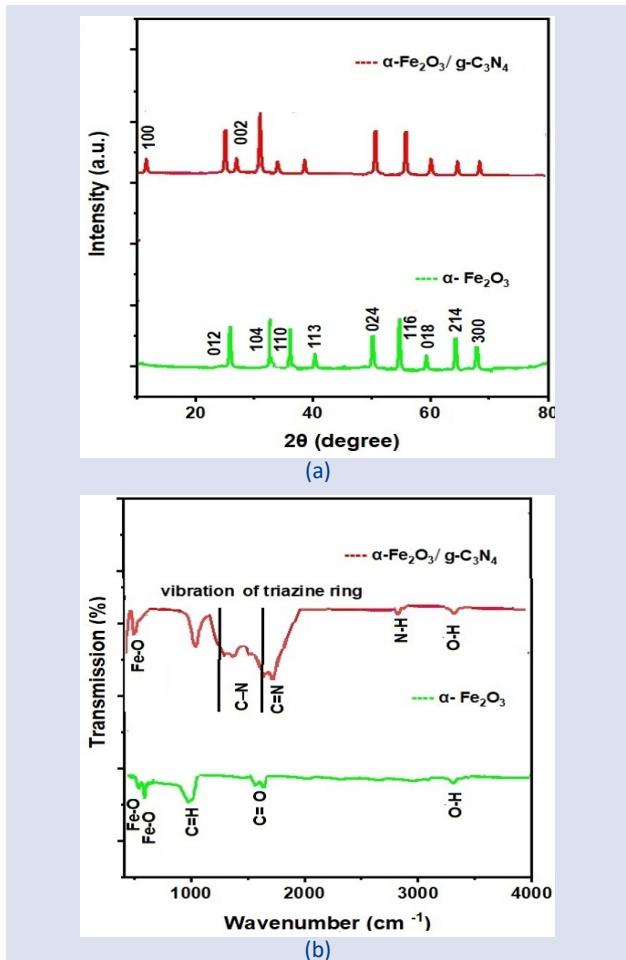 α-Fe₂O₃/ g-C₃N₄
100
002
Intensity (a.u.)
α- Fe₂O₃
012
104
110
113
024
116
018
214
300
20
40
60
80
2θ (degree)
(a)
α-Fe₂O₃/ g-C₃N₄
vibration of triazine ring
Transmission (%)
Fe-O
C–N
C=N
N-H
O-H
α- Fe₂O₃
Fe-O
Fe-O
C=H
C= O
O-H
1000
2000
3000
4000
Wavenumber (cm ⁻¹)
(b)